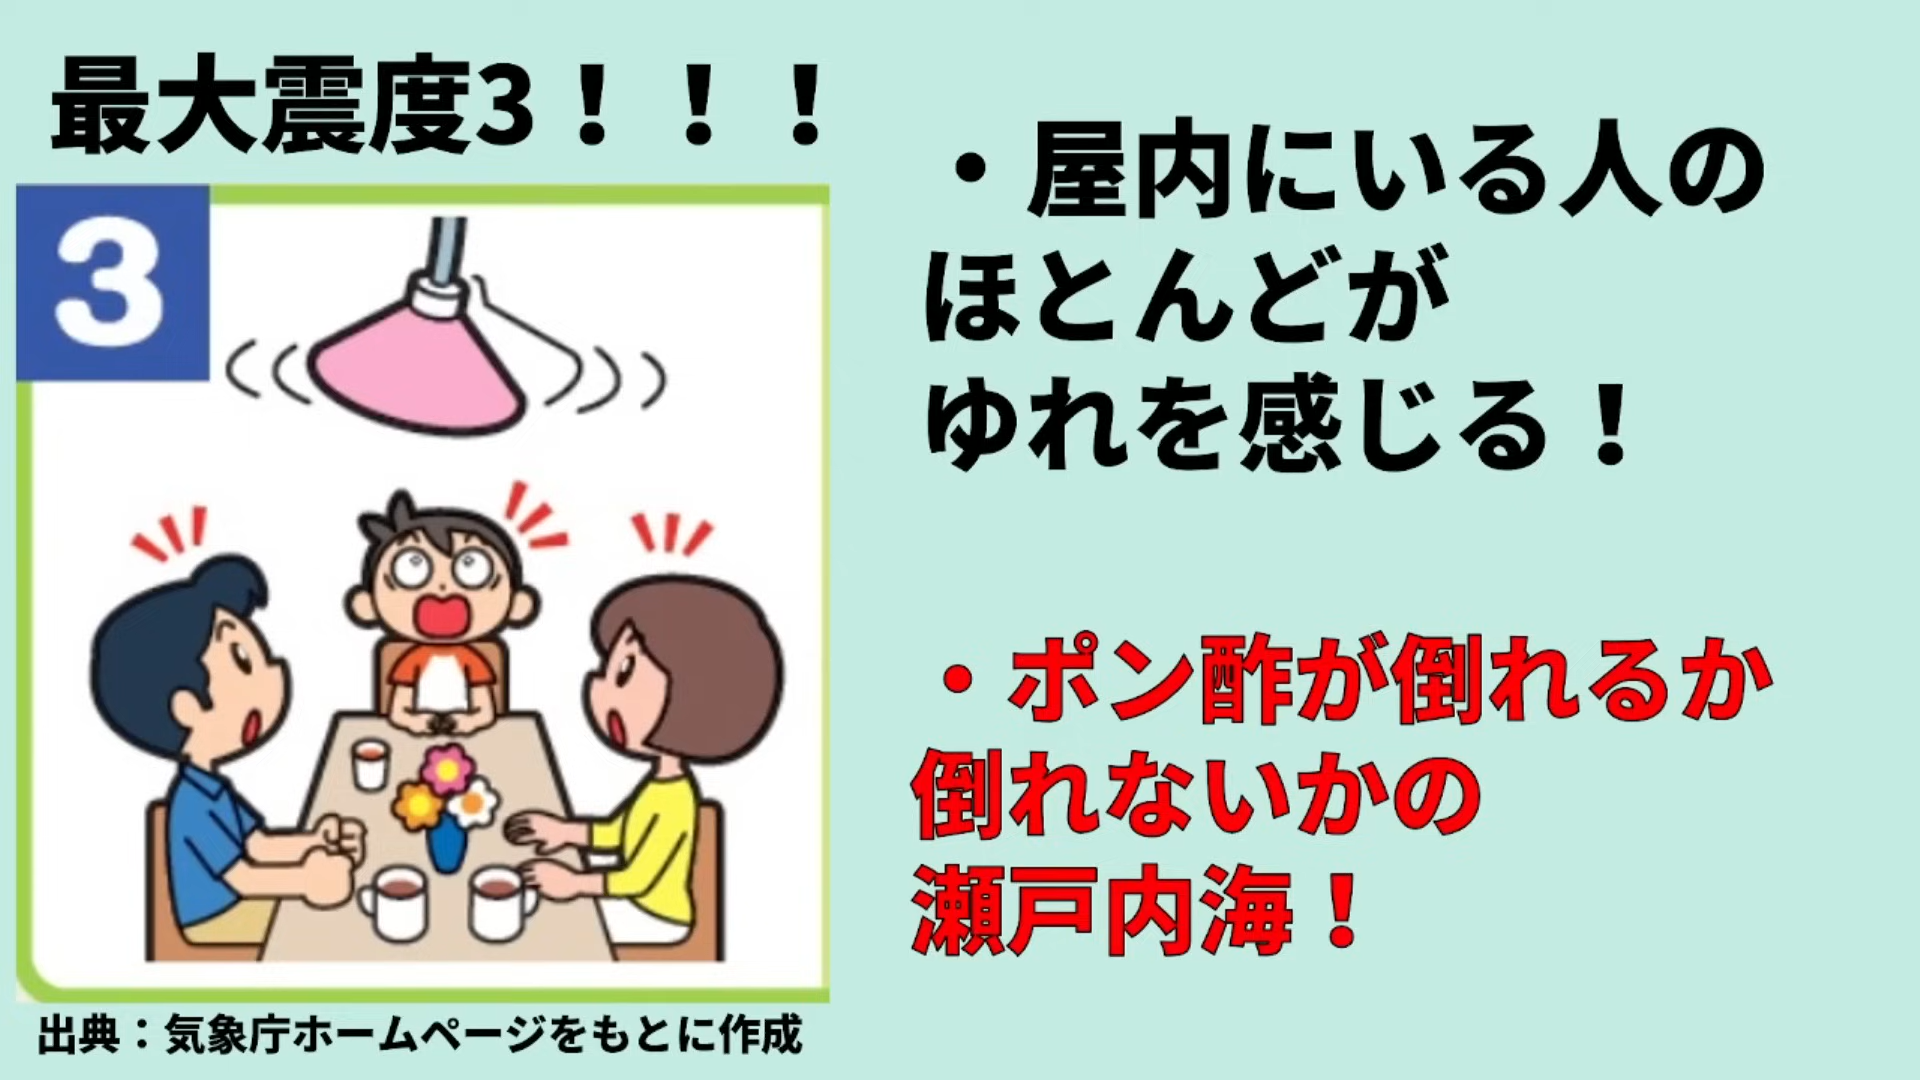 最大震度3！！！
3
・屋内にいる人の
ほとんどが
ゆれを感じる！
・ポン酢が倒れるか
倒れないかの
瀬戸内海！
出典：気象庁ホームページをもとに作成